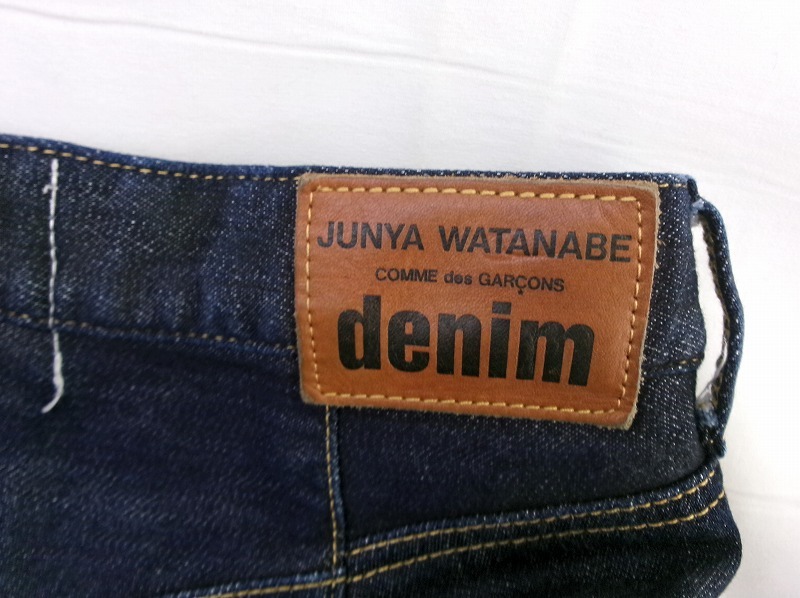 JUNYA WATANABE
COMME des GARÇONS
denim